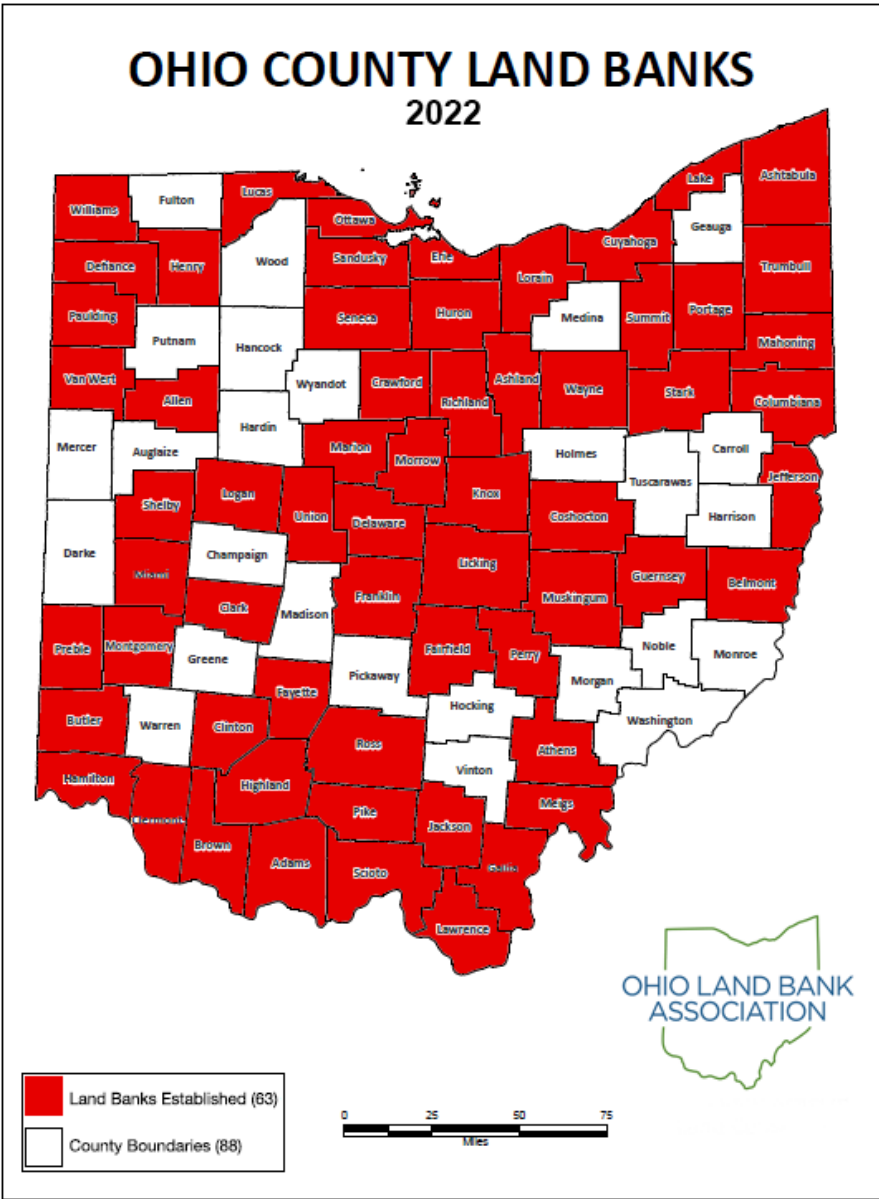 OHIO COUNTY LAND BANKS
2022
Williams
Fulton
Lucas
Ottawa
Lake
Ashtabula
Geauga
Cuyahoga
Defiance
Henry
Wood
Sandusky
Erie
Lorain
Trumbull
Paulding
Putnam
Hancock
Seneca
Huron
Medina
Summit
Portage
Mahoning
Van Wert
Allen
Wyandot
Crawford
Richland
Ashland
Wayne
Stark
Columbiana
Mercer
Auglaize
Hardin
Marion
Morrow
Holmes
Tuscarawas
Carroll
Jefferson
Shelby
Logan
Union
Delaware
Knox
Coshocton
Harrison
Darke
Miami
Champaign
Licking
Guernsey
Belmont
Clark
Madison
Franklin
Muskingum
Preble
Montgomery
Greene
Pickaway
Fairfield
Perry
Morgan
Noble
Monroe
Butler
Warren
Clinton
Fayette
Ross
Hocking
Athens
Washington
Hamilton
Clermont
Highland
Pike
Vinton
Jackson
Meigs
Brown
Adams
Scioto
Gallia
Lawrence
OHIO LAND BANK
ASSOCIATION
Land Banks Established (63)
County Boundaries (88)
0 25 50 75
Miles